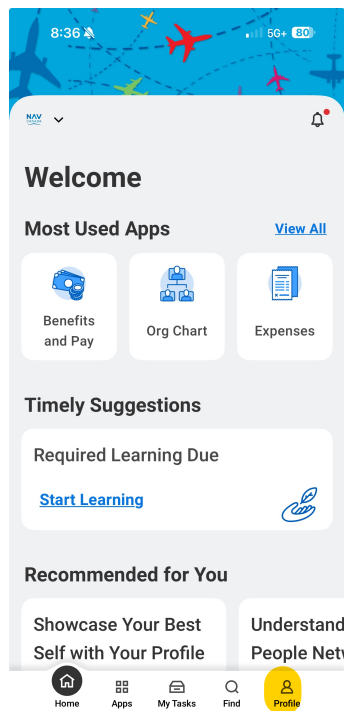 8:36
5G+ 80
NAV
CANADA
Welcome
Most Used Apps
View All
Benefits
and Pay
Org Chart
Expenses
Timely Suggestions
Required Learning Due
Start Learning
Recommended for You
Showcase Your Best
Self with Your Profile
Understand
People Netw
Home
Apps
My Tasks
Find
Profile